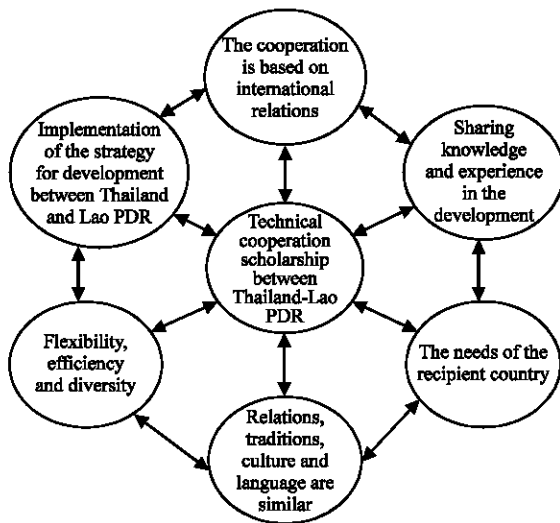 The cooperation
is based on
international
relations
Implementation
of the strategy
for development
between Thailand
and Lao PDR
Sharing
knowledge
and experience
in the
development
Technical
cooperation
scholarship
between
Thailand-Lao
PDR
Flexibility,
efficiency
and diversity
The needs of the
recipient country
Relations,
traditions,
culture and
language are
similar